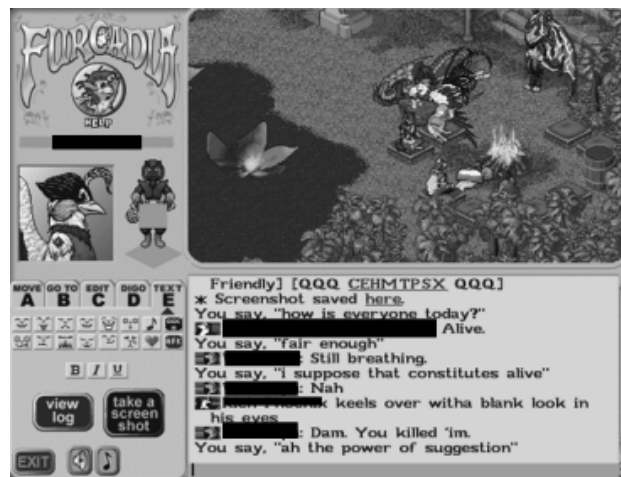 FURCADIA
HELP
MOVE GO TO EDIT DIGO TEXT
A B C D E
B I U
view log
take a screen shot
EXIT
Friendly] [QQQ CEHMTPSX QQQ]
* Screenshot saved here.
You say, "how is everyone today?"
Alive.
You say, "fair enough"
: Still breathing.
You say, "i suppose that constitutes alive"
: Nah
keels over witha blank look in
his eyes
: Dam. You killed 'im.
You say, "ah the power of suggestion"